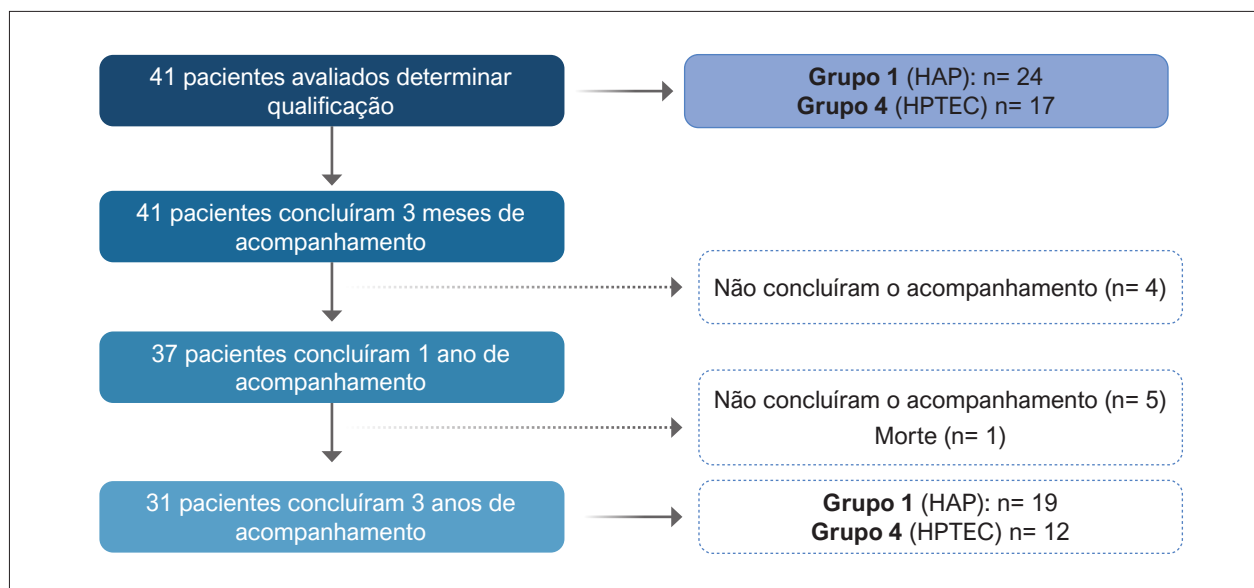 41 pacientes avaliados determinar
qualificação
Grupo 1 (HAP): n= 24
Grupo 4 (HPTEC) n= 17
41 pacientes concluíram 3 meses de
acompanhamento
Não concluíram o acompanhamento (n= 4)
37 pacientes concluíram 1 ano de
acompanhamento
Não concluíram o acompanhamento (n= 5)
Morte (n= 1)
31 pacientes concluíram 3 anos de
acompanhamento
Grupo 1 (HAP): n= 19
Grupo 4 (HPTEC) n= 12